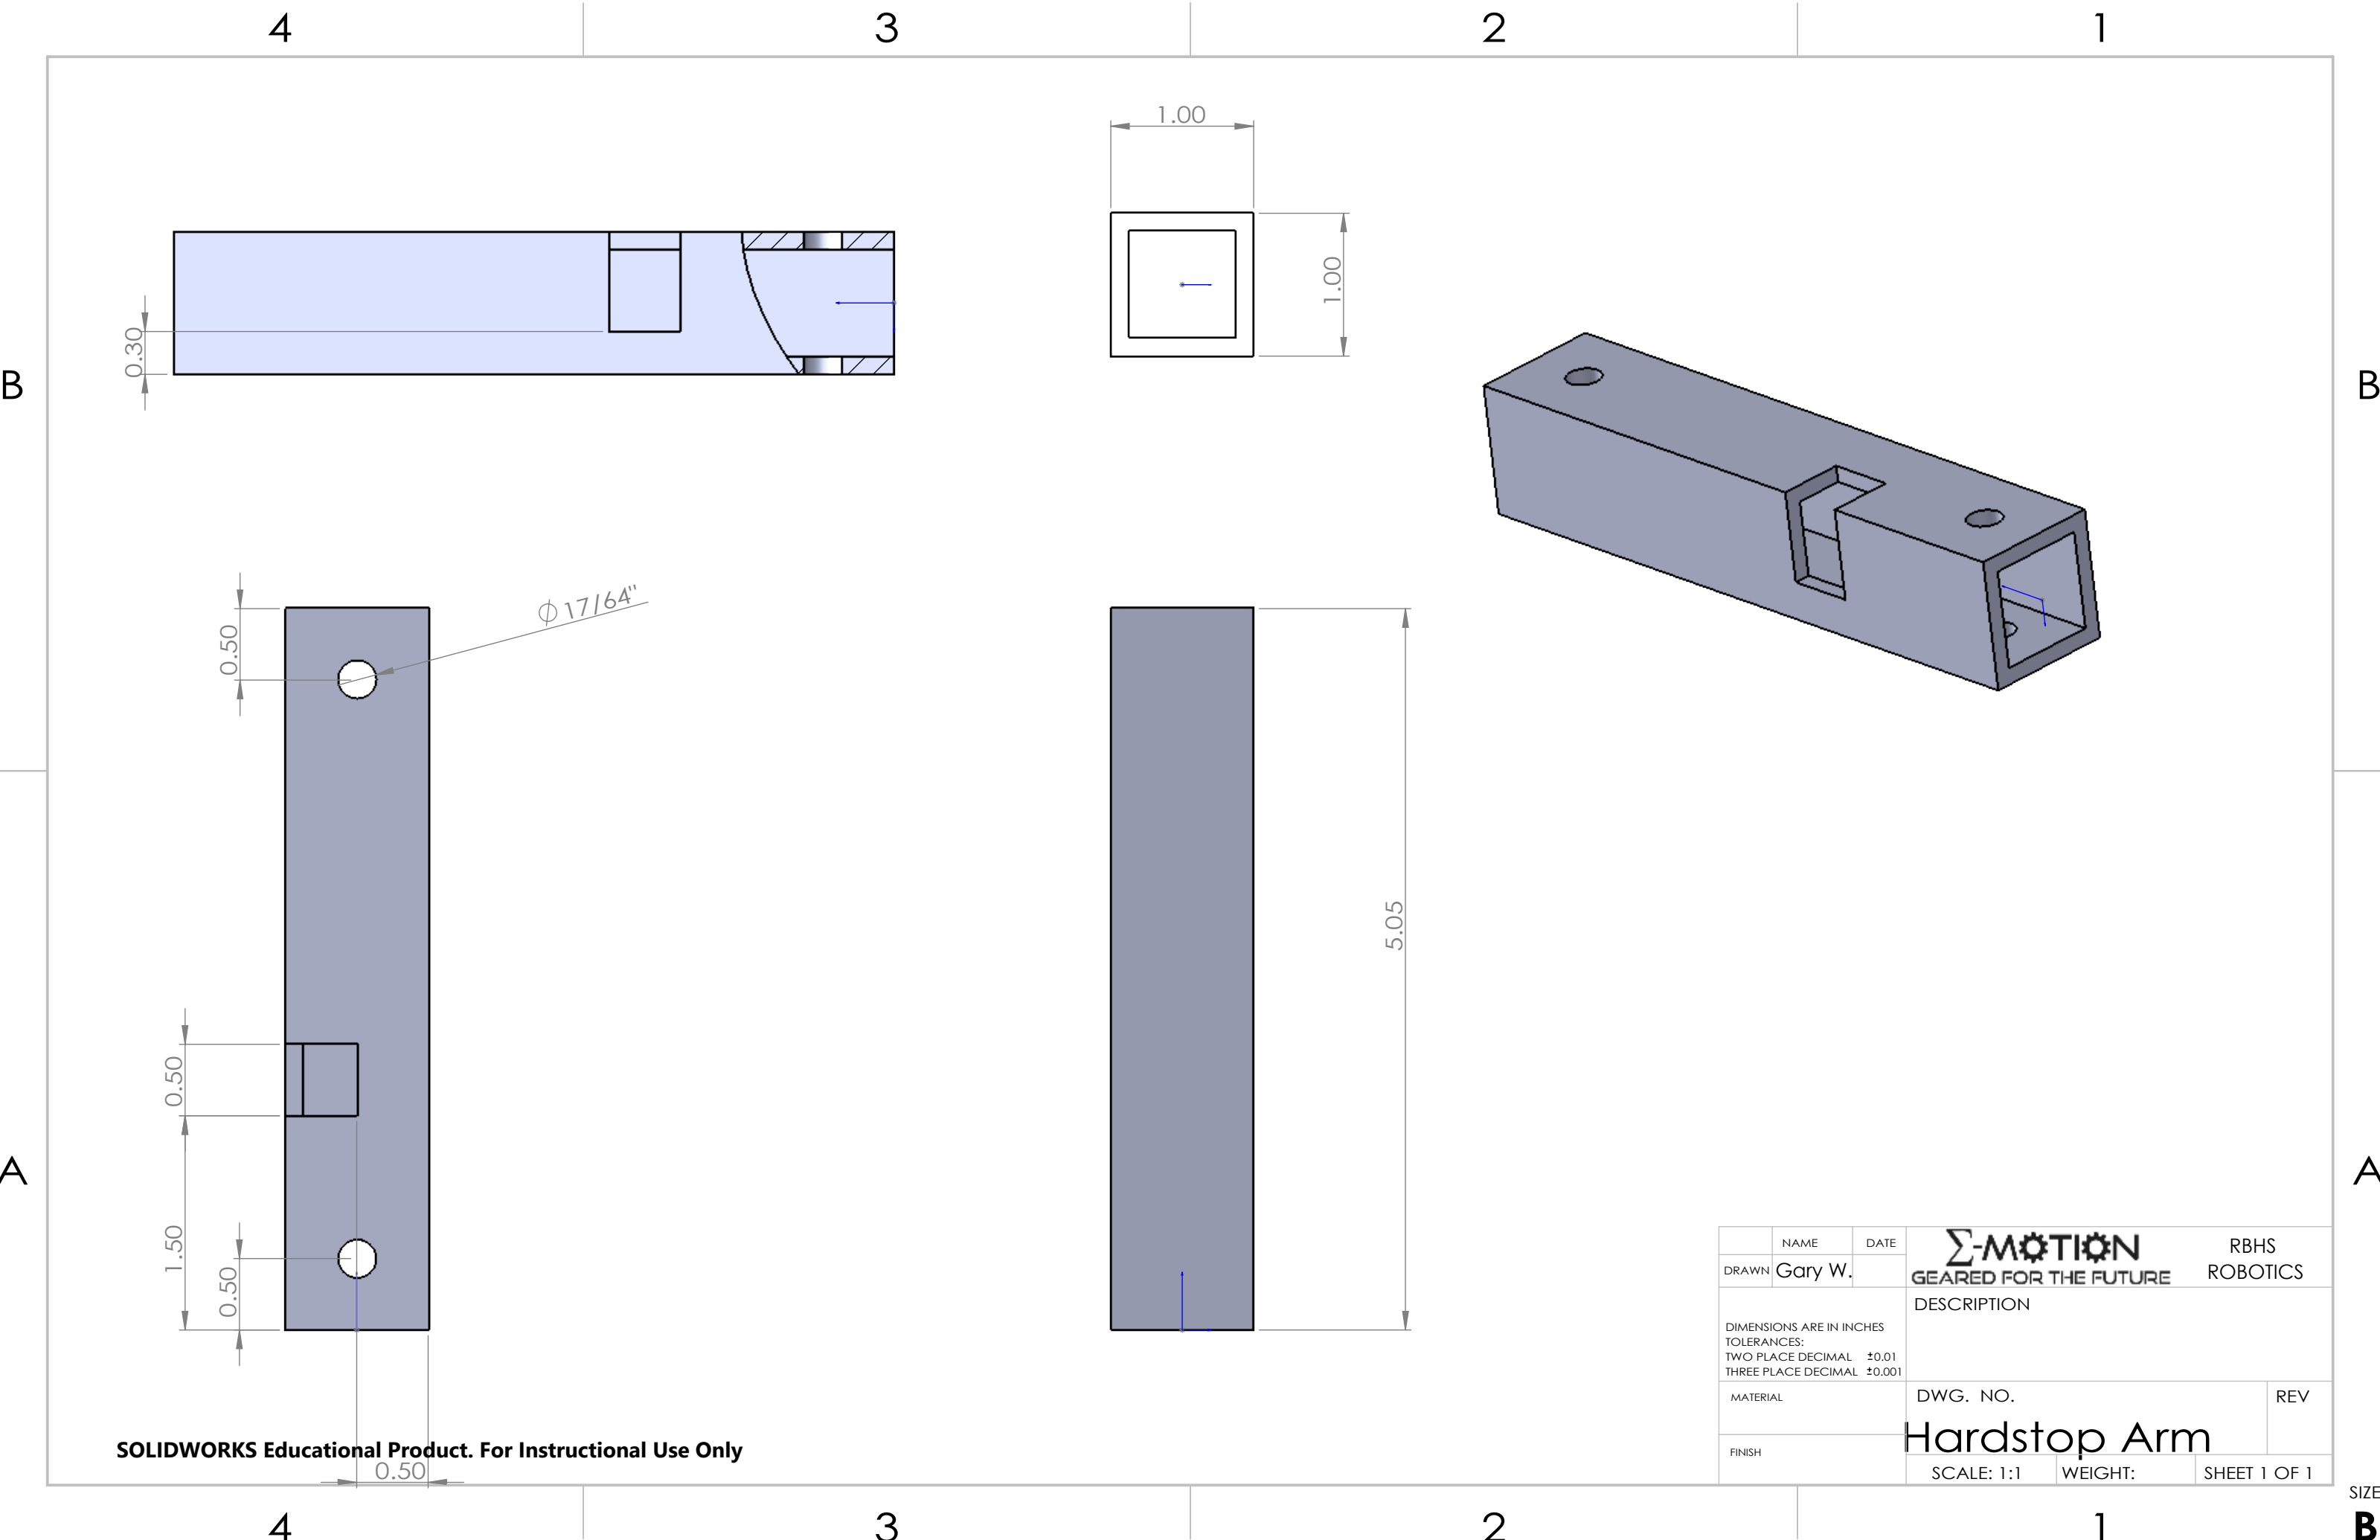 4 3 2 1
1.00
1.00
0.30
B B
⌀ 17/64"
0.50
5.05
0.50
A A
1.50
0.50
NAME DATE
DRAWN Gary W.
Σ-MOTION
GEARED FOR THE FUTURE
RBHS
ROBOTICS
DESCRIPTION
DIMENSIONS ARE IN INCHES
TOLERANCES:
TWO PLACE DECIMAL ±0.01
THREE PLACE DECIMAL ±0.001
MATERIAL
DWG. NO.
REV
Hardstop Arm
FINISH
SCALE: 1:1 WEIGHT: SHEET 1 OF 1
SOLIDWORKS Educational Product. For Instructional Use Only
0.50
SIZE
B
4 3 2 1